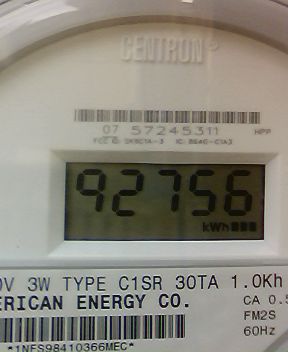 CENTRON
07 57245311 HPP
92756
kWh
0V 3W TYPE C1SR 30TA 1.0Kh
ERICAN ENERGY CO. CA 0.5
FM2S
60Hz
*1NFS98410366MEC*